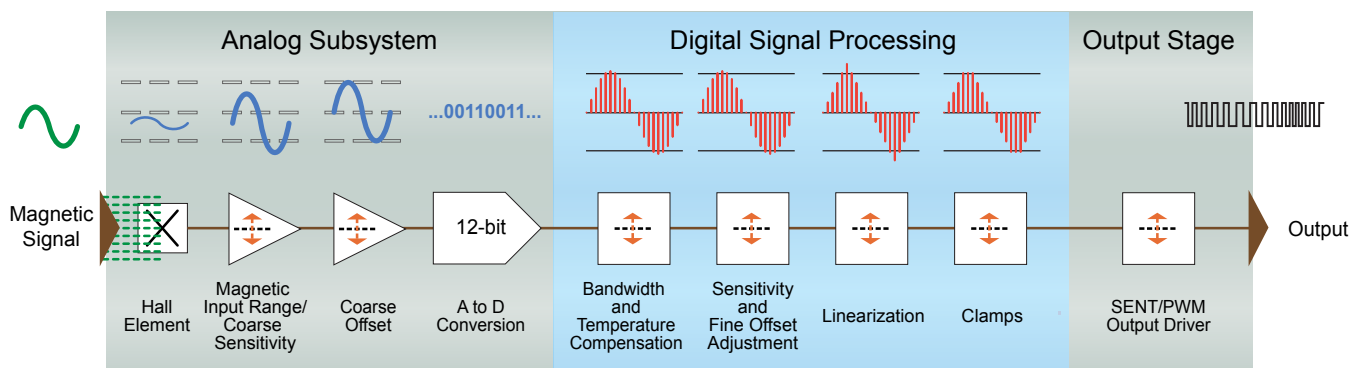 Analog Subsystem
Digital Signal Processing
Output Stage
...00110011...
Magnetic
Signal
12-bit
Output
Hall
Element
Magnetic
Input Range/
Coarse
Sensitivity
Coarse
Offset
A to D
Conversion
Bandwidth
and
Temperature
Compensation
Sensitivity
and
Fine Offset
Adjustment
Linearization
Clamps
SENT/PWM
Output Driver